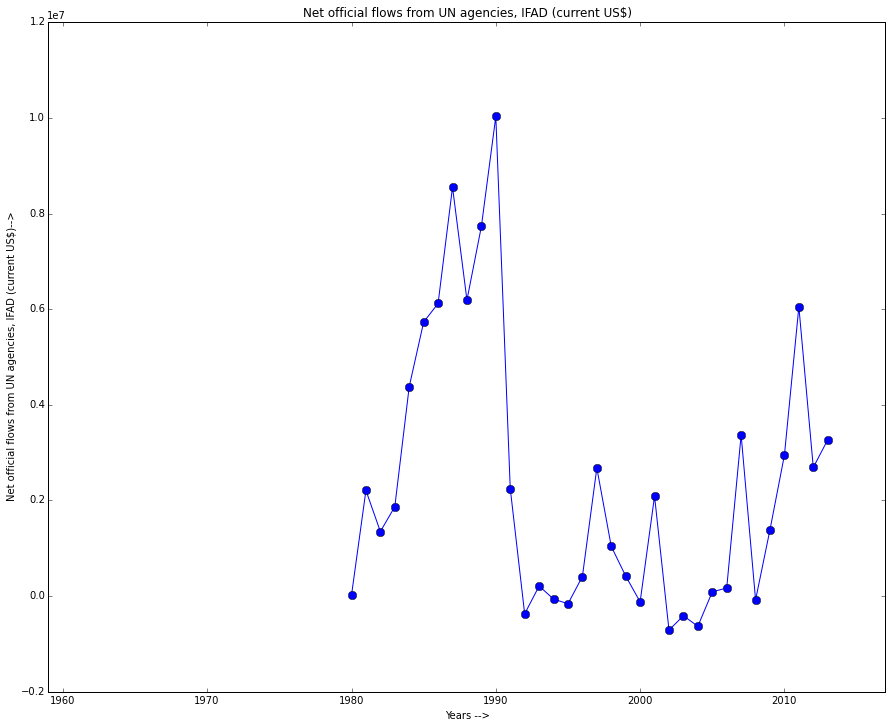 Net official flows from UN agencies, IFAD (current US$)
1e7
1.2
1.0
0.8
0.6
0.4
0.2
0.0
−0.2
Net official flows from UN agencies, IFAD (current US$)-->
1960 1970 1980 1990 2000 2010
Years -->